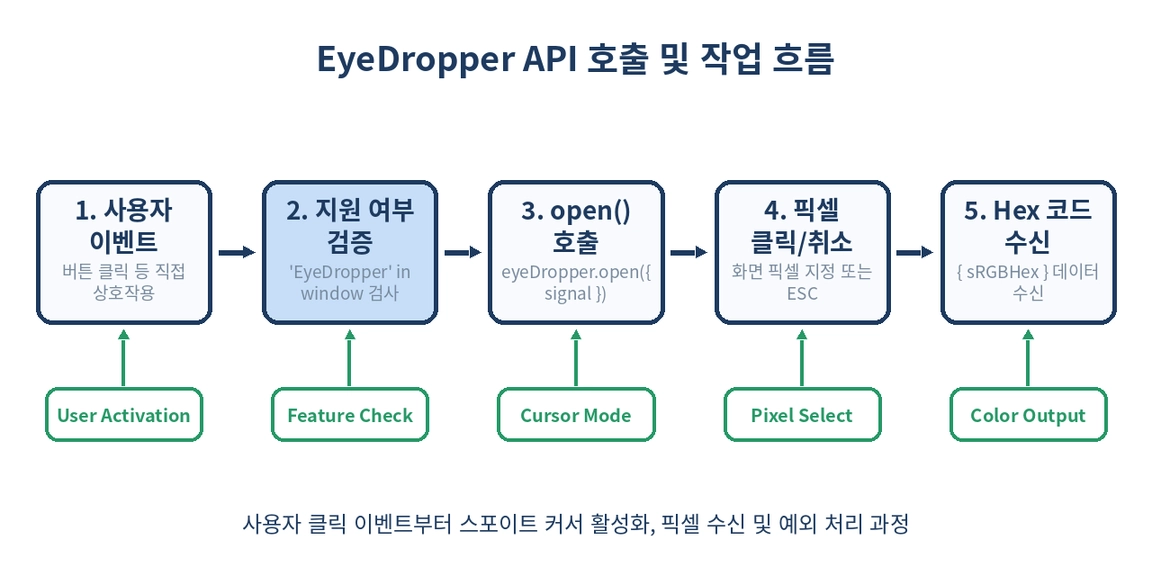 EyeDropper API 호출 및 작업 흐름
1. 사용자
이벤트
버튼 클릭 등 직접
상호작용
2. 지원 여부
검증
'EyeDropper' in
window 검사
3. open()
호출
eyeDropper.open({
signal })
4. 픽셀
클릭/취소
화면 픽셀 지정 또는
ESC
5. Hex 코드
수신
{ sRGBHex } 데이터
수신
User Activation
Feature Check
Cursor Mode
Pixel Select
Color Output
사용자 클릭 이벤트부터 스포이트 커서 활성화, 픽셀 수신 및 예외 처리 과정